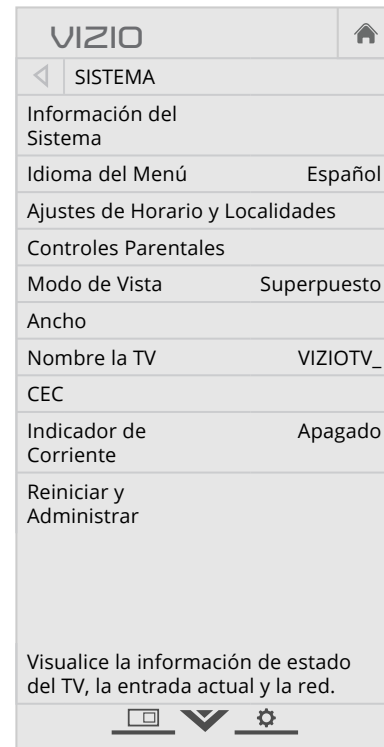 VIZIO
SISTEMA
Información del
Sistema
Idioma del Menú Español
Ajustes de Horario y Localidades
Controles Parentales
Modo de Vista Superpuesto
Ancho
Nombre la TV VIZIOTV_
CEC
Indicador de Apagado
Corriente
Reiniciar y
Administrar
Visualice la información de estado
del TV, la entrada actual y la red.